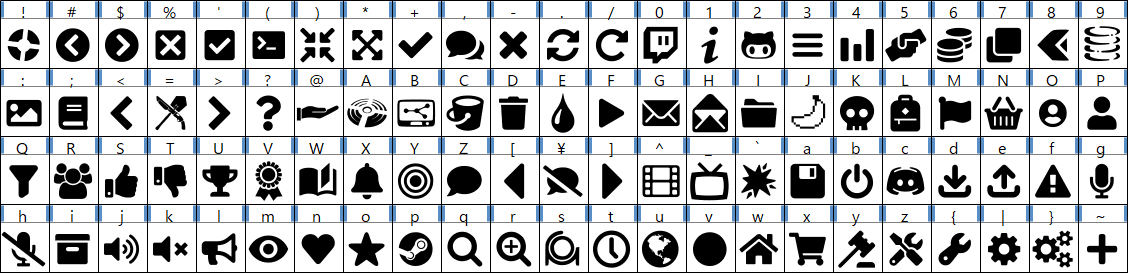 ! # $ % ' ( ) * + , - . / 0 1 2 3 4 5 6 7 8 9
: ; < = > ? @ A B C D E F G H I J K L M N O P
Q R S T U V W X Y Z [ ¥ ] ^ _ ` a b c d e f g
h i j k l m n o p q r s t u v w x y z { | } ~